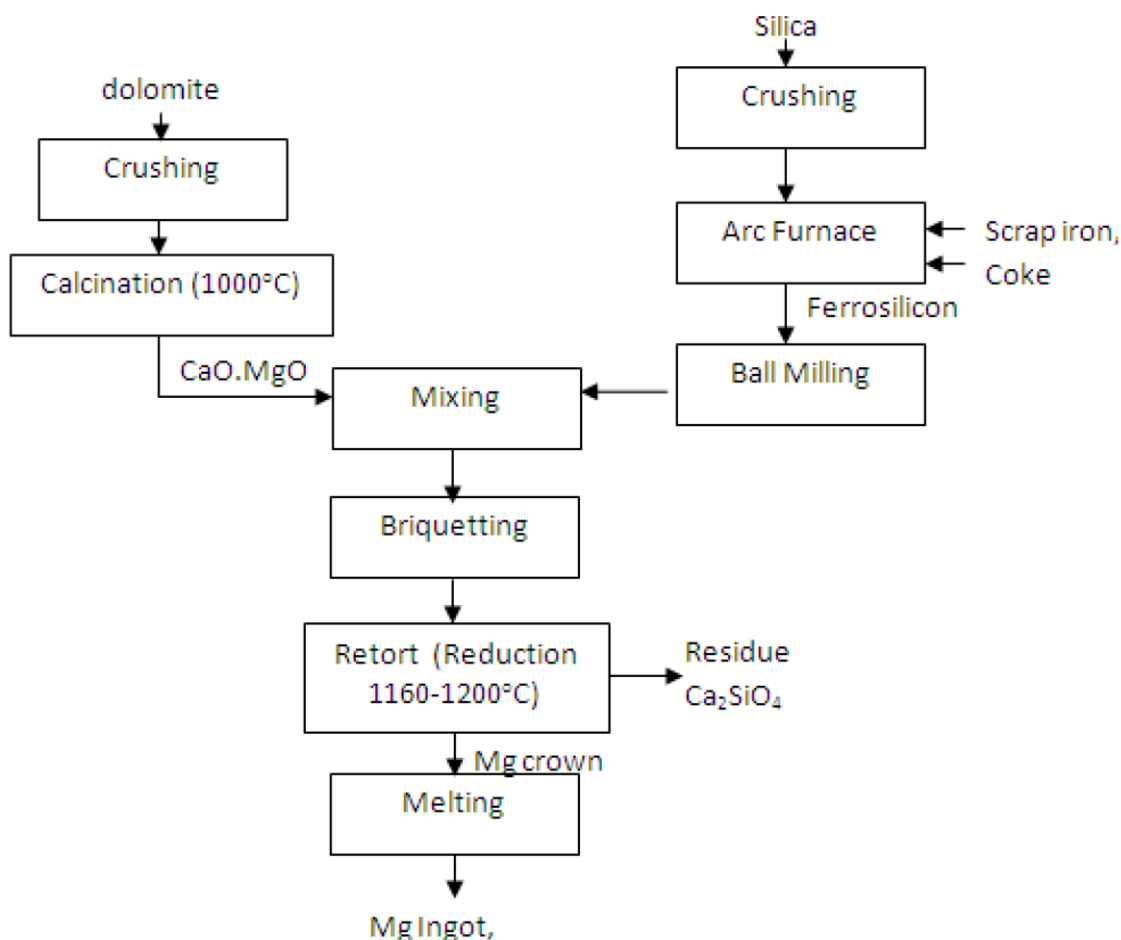 Silica
Crushing
dolomite
Crushing
Arc Furnace
Scrap iron,
Coke
Calcination (1000°C)
Ferrosilicon
CaO.MgO
Ball Milling
Mixing
Briquetting
Retort (Reduction
1160-1200°C)
Residue
Ca₂SiO₄
Mg crown
Melting
Mg Ingot,